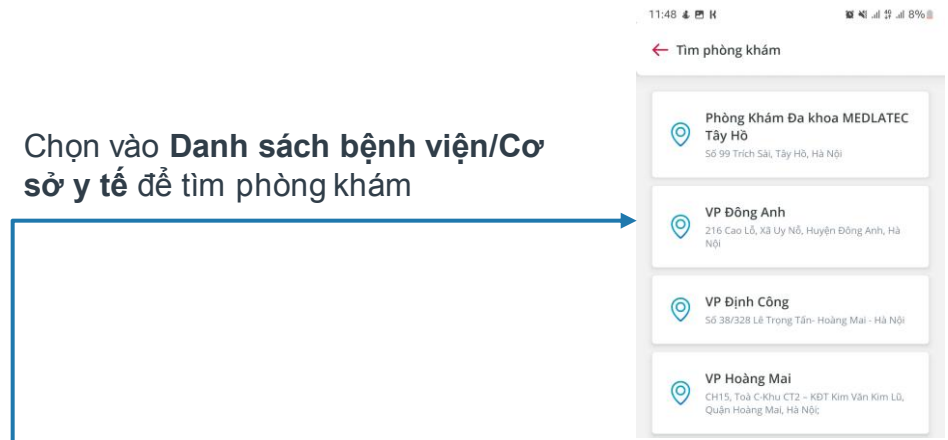 Chọn vào Danh sách bệnh viện/Cơ
sở y tế để tìm phòng khám
11:48
8%
Tìm phòng khám
Phòng Khám Đa khoa MEDLATEC
Tây Hồ
Số 99 Trích Sài, Tây Hồ, Hà Nội
VP Đông Anh
216 Cao Lỗ, Xã Uy Nỗ, Huyện Đông Anh, Hà
Nội
VP Định Công
Số 38/328 Lê Trọng Tấn- Hoàng Mai - Hà Nội
VP Hoàng Mai
CH15, Toà C-Khu CT2 – KĐT Kim Văn Kim Lũ,
Quận Hoàng Mai, Hà Nội;